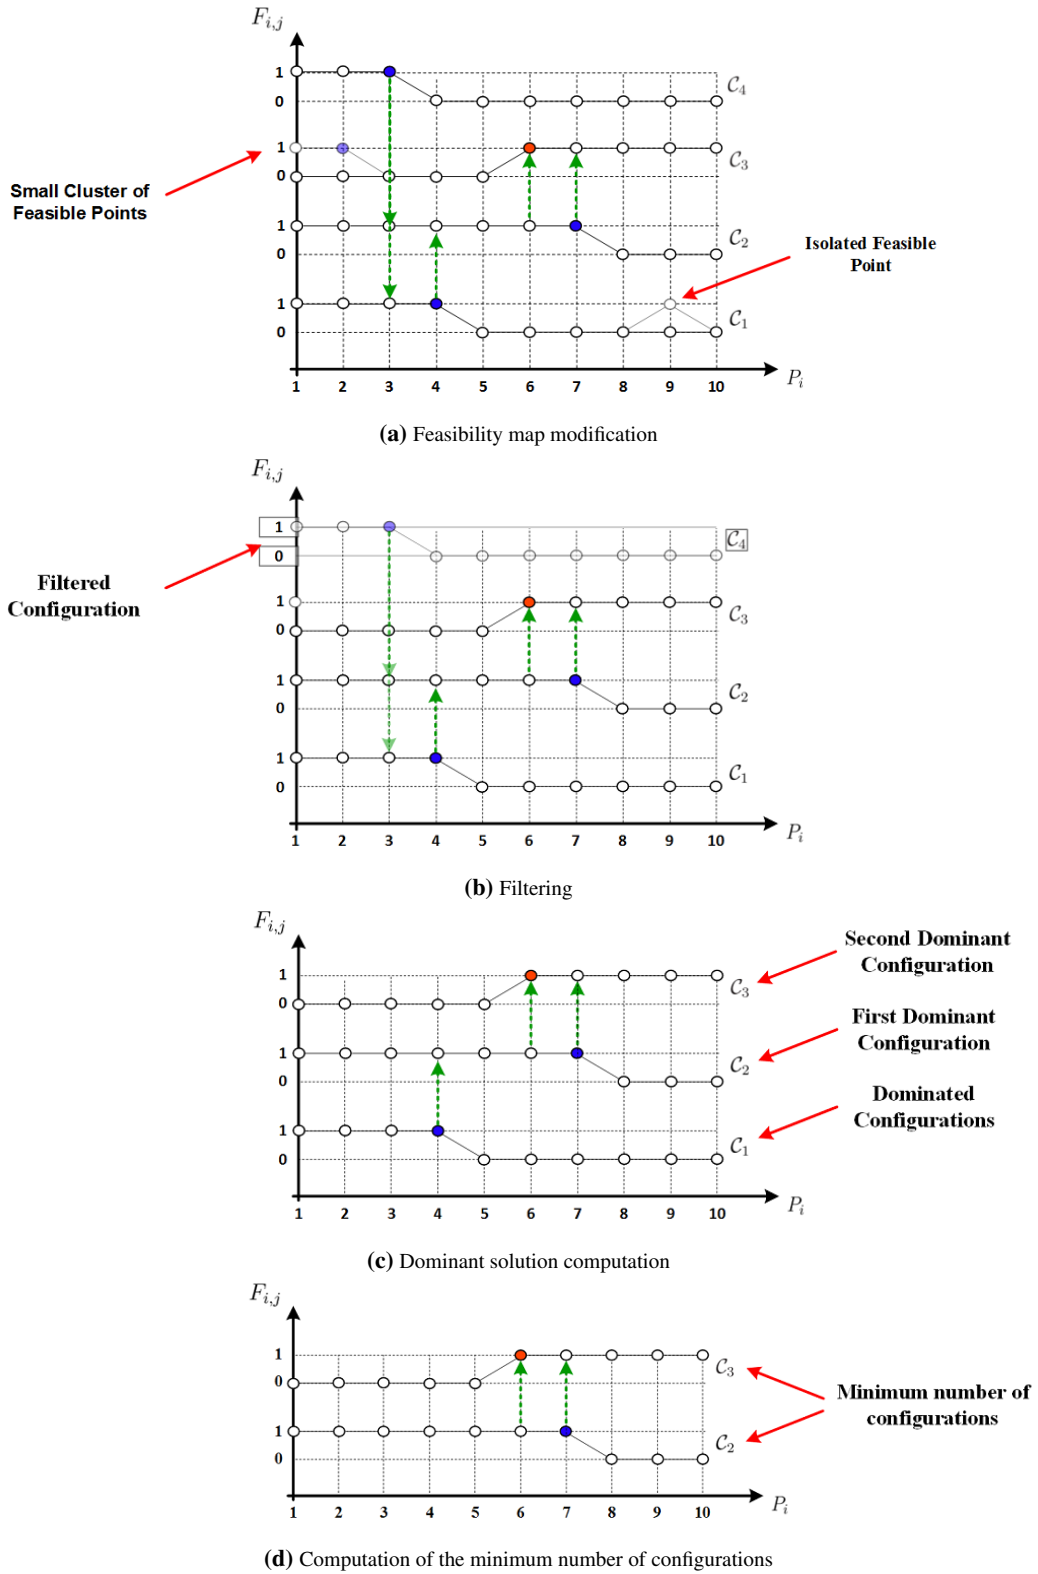 F_{i,j}
1
0
C_4
1
0
C_3
Small Cluster of
Feasible Points
1
0
C_2
Isolated Feasible
Point
1
0
C_1
1 2 3 4 5 6 7 8 9 10
P_i
(a) Feasibility map modification
F_{i,j}
1
0
C_4
Filtered
Configuration
1
0
C_3
1
0
C_2
1
0
C_1
1 2 3 4 5 6 7 8 9 10
P_i
(b) Filtering
F_{i,j}
Second Dominant
Configuration
1
0
C_3
First Dominant
Configuration
1
0
C_2
Dominated
Configurations
1
0
C_1
1 2 3 4 5 6 7 8 9 10
P_i
(c) Dominant solution computation
F_{i,j}
1
0
C_3
Minimum number of
configurations
1
0
C_2
1 2 3 4 5 6 7 8 9 10
P_i
(d) Computation of the minimum number of configurations